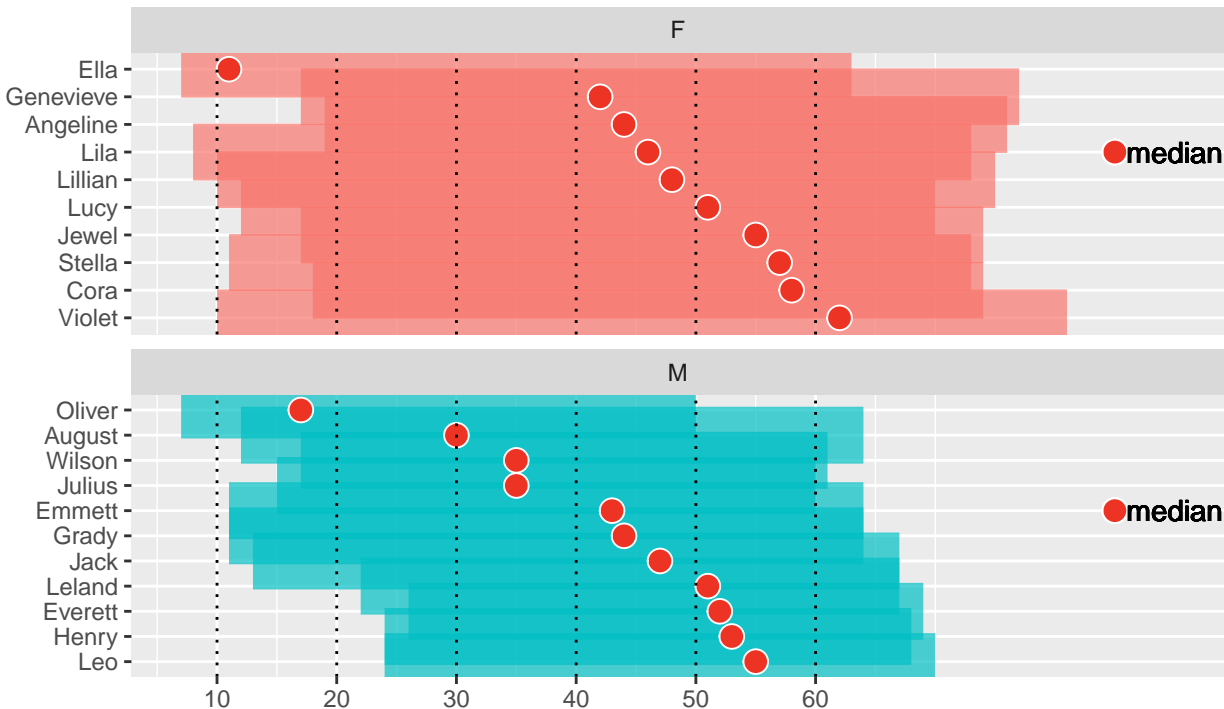 F
Ella
Genevieve
Angeline
Lila
median
Lillian
Lucy
Jewel
Stella
Cora
Violet
M
Oliver
August
Wilson
Julius
Emmett
median
Grady
Jack
Leland
Everett
Henry
Leo
10 20 30 40 50 60